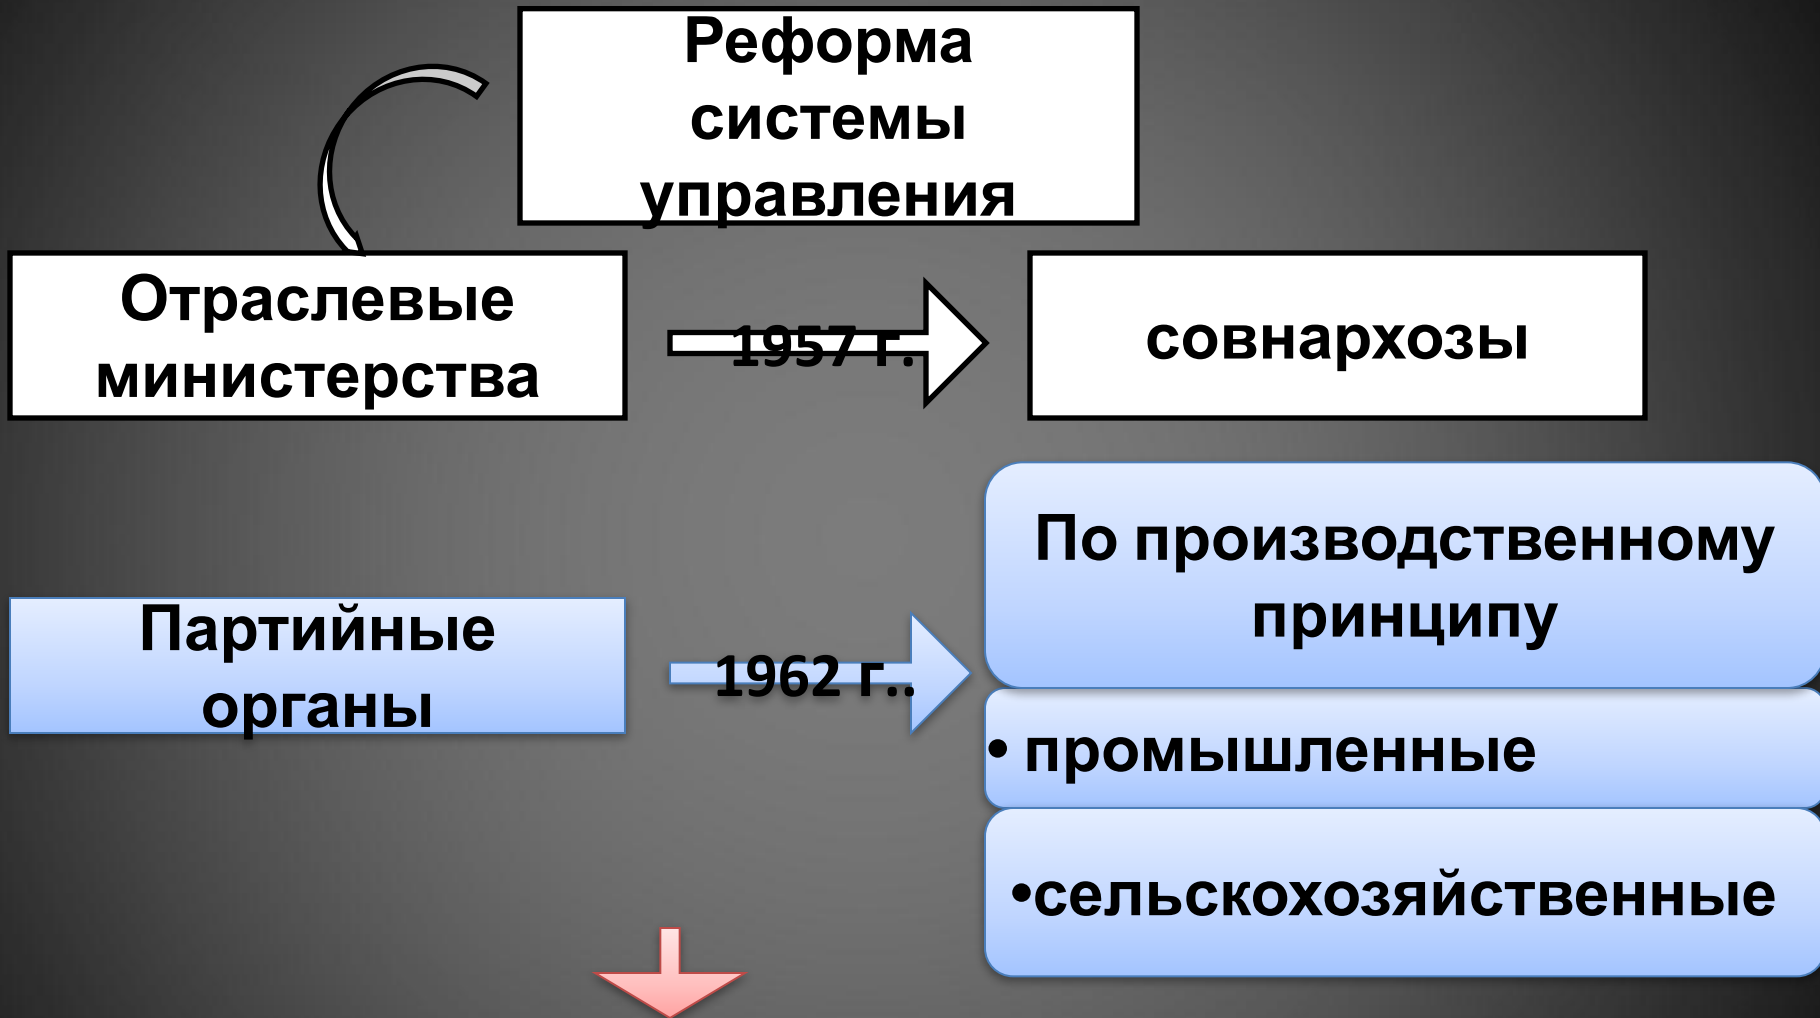 Реформа
системы
управления
Отраслевые
министерства
1957 г.
совнархозы
По производственному
принципу
Партийные
органы
1962 г..
• промышленные
•сельскохозяйственные